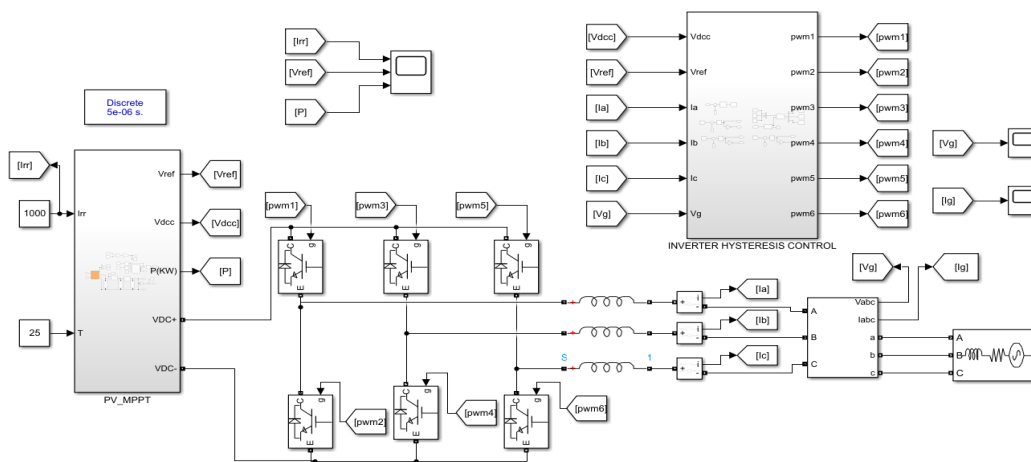 [Irr]
[Vref]
[P]
Discrete
5e-06 s.
[Irr]
1000
Irr
25
T
Vref
[Vref]
Vdcc
[Vdcc]
P(KW)
[P]
VDC+
VDC-
PV_MPPT
[Vdcc]
[Vref]
[Ia]
[Ib]
[Ic]
[Vg]
Vdcc
Vref
Ia
Ib
Ic
Vg
pwm1
pwm2
pwm3
pwm4
pwm5
pwm6
[pwm1]
[pwm2]
[pwm3]
[pwm4]
[pwm5]
[pwm6]
INVERTER HYSTERESIS CONTROL
[Vg]
[Ig]
[pwm1]
[pwm3]
[pwm5]
C
g
E
C
g
E
C
g
E
[pwm2]
[pwm4]
[pwm6]
C
g
E
C
g
E
C
g
E
S
1
+
i
-
[Ia]
+
i
-
[Ib]
+
i
-
[Ic]
[Vg]
[Ig]
Vabc
Iabc
A
B
C
a
b
c
A
B
C